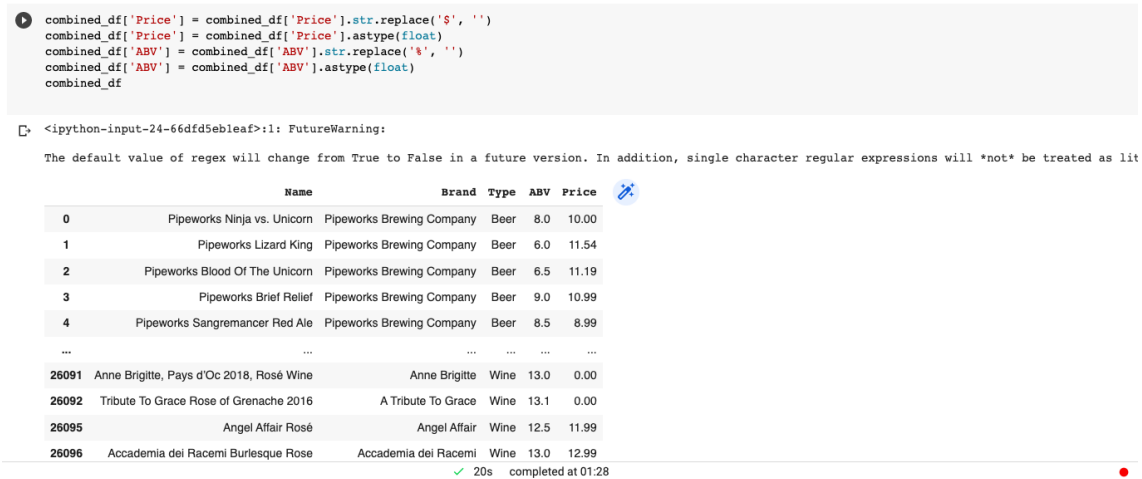 combined_df['Price'] = combined_df['Price'].str.replace('$', '')
combined_df['Price'] = combined_df['Price'].astype(float)
combined_df['ABV'] = combined_df['ABV'].str.replace('%', '')
combined_df['ABV'] = combined_df['ABV'].astype(float)
combined_df
<ipython-input-24-66dfd5eb1eaf>:1: FutureWarning:
The default value of regex will change from True to False in a future version. In addition, single character regular expressions will *not* be treated as lit
Name Brand Type ABV Price
0 Pipeworks Ninja vs. Unicorn Pipeworks Brewing Company Beer 8.0 10.00
1 Pipeworks Lizard King Pipeworks Brewing Company Beer 6.0 11.54
2 Pipeworks Blood Of The Unicorn Pipeworks Brewing Company Beer 6.5 11.19
3 Pipeworks Brief Relief Pipeworks Brewing Company Beer 9.0 10.99
4 Pipeworks Sangremancer Red Ale Pipeworks Brewing Company Beer 8.5 8.99
... ... ... ... ... ...
26091 Anne Brigitte, Pays d'Oc 2018, Rosé Wine Anne Brigitte Wine 13.0 0.00
26092 Tribute To Grace Rose of Grenache 2016 A Tribute To Grace Wine 13.1 0.00
26095 Angel Affair Rosé Angel Affair Wine 12.5 11.99
26096 Accademia dei Racemi Burlesque Rose Accademia dei Racemi Wine 13.0 12.99
20s completed at 01:28